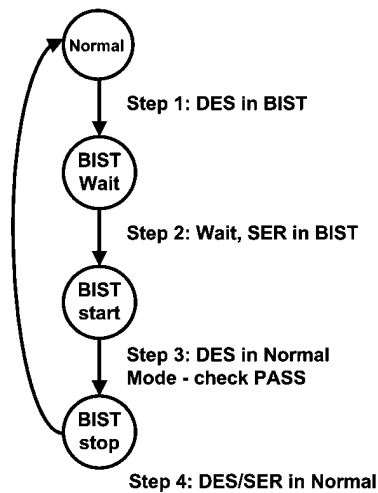 Normal
Step 1: DES in BIST
BIST
Wait
Step 2: Wait, SER in BIST
BIST
start
Step 3: DES in Normal
Mode - check PASS
BIST
stop
Step 4: DES/SER in Normal